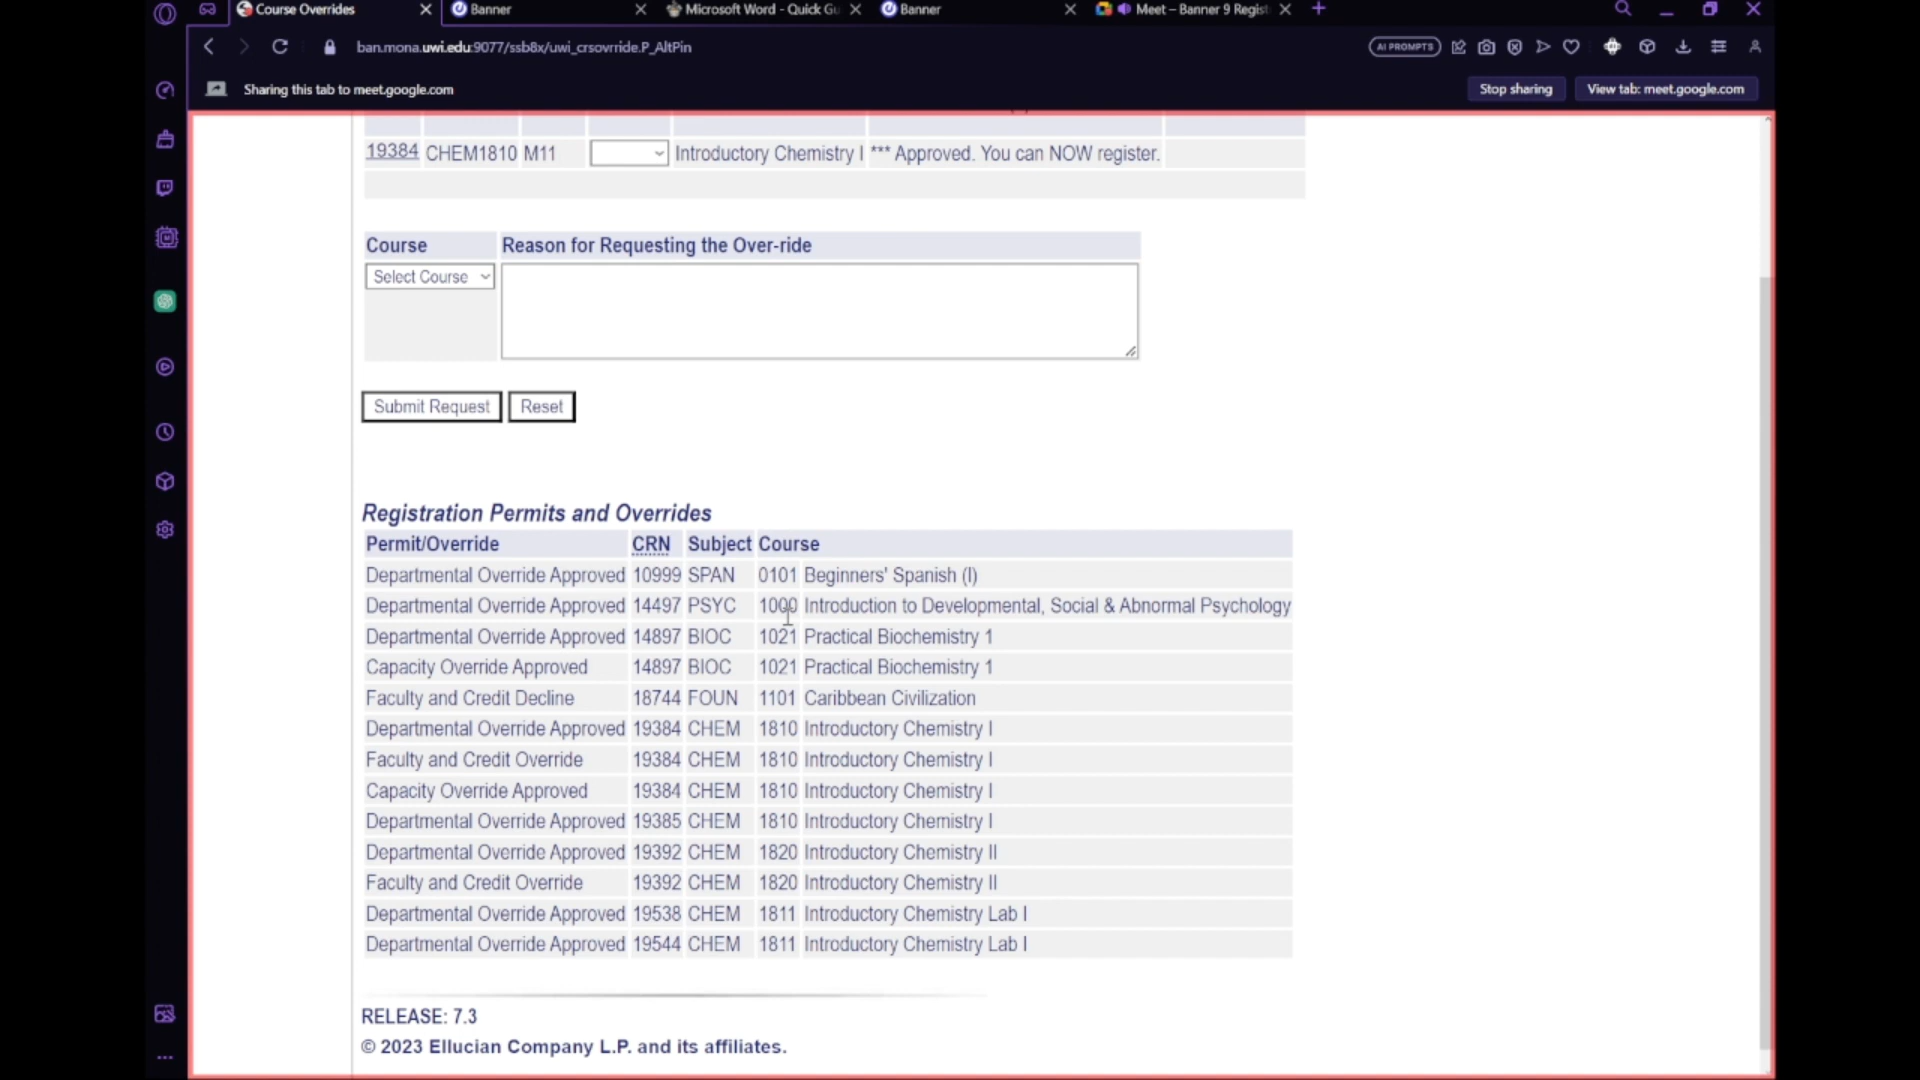 Course Overrides
Banner
Microsoft Word - Quick Gu
Banner
Meet – Banner 9 Regist
ban.mona.uwi.edu:9077/ssb8x/uwi_crsovrride.P_AltPin
AI PROMPTS
Sharing this tab to meet.google.com
Stop sharing
View tab: meet.google.com
19384 CHEM1810 M11 Introductory Chemistry I *** Approved. You can NOW register.
Course Reason for Requesting the Over-ride
Select Course
Submit Request Reset
Registration Permits and Overrides
Permit/Override CRN Subject Course
Departmental Override Approved 10999 SPAN 0101 Beginners' Spanish (I)
Departmental Override Approved 14497 PSYC 1000 Introduction to Developmental, Social & Abnormal Psychology
Departmental Override Approved 14897 BIOC 1021 Practical Biochemistry 1
Capacity Override Approved 14897 BIOC 1021 Practical Biochemistry 1
Faculty and Credit Decline 18744 FOUN 1101 Caribbean Civilization
Departmental Override Approved 19384 CHEM 1810 Introductory Chemistry I
Faculty and Credit Override 19384 CHEM 1810 Introductory Chemistry I
Capacity Override Approved 19384 CHEM 1810 Introductory Chemistry I
Departmental Override Approved 19385 CHEM 1810 Introductory Chemistry I
Departmental Override Approved 19392 CHEM 1820 Introductory Chemistry II
Faculty and Credit Override 19392 CHEM 1820 Introductory Chemistry II
Departmental Override Approved 19538 CHEM 1811 Introductory Chemistry Lab I
Departmental Override Approved 19544 CHEM 1811 Introductory Chemistry Lab I
RELEASE: 7.3
© 2023 Ellucian Company L.P. and its affiliates.